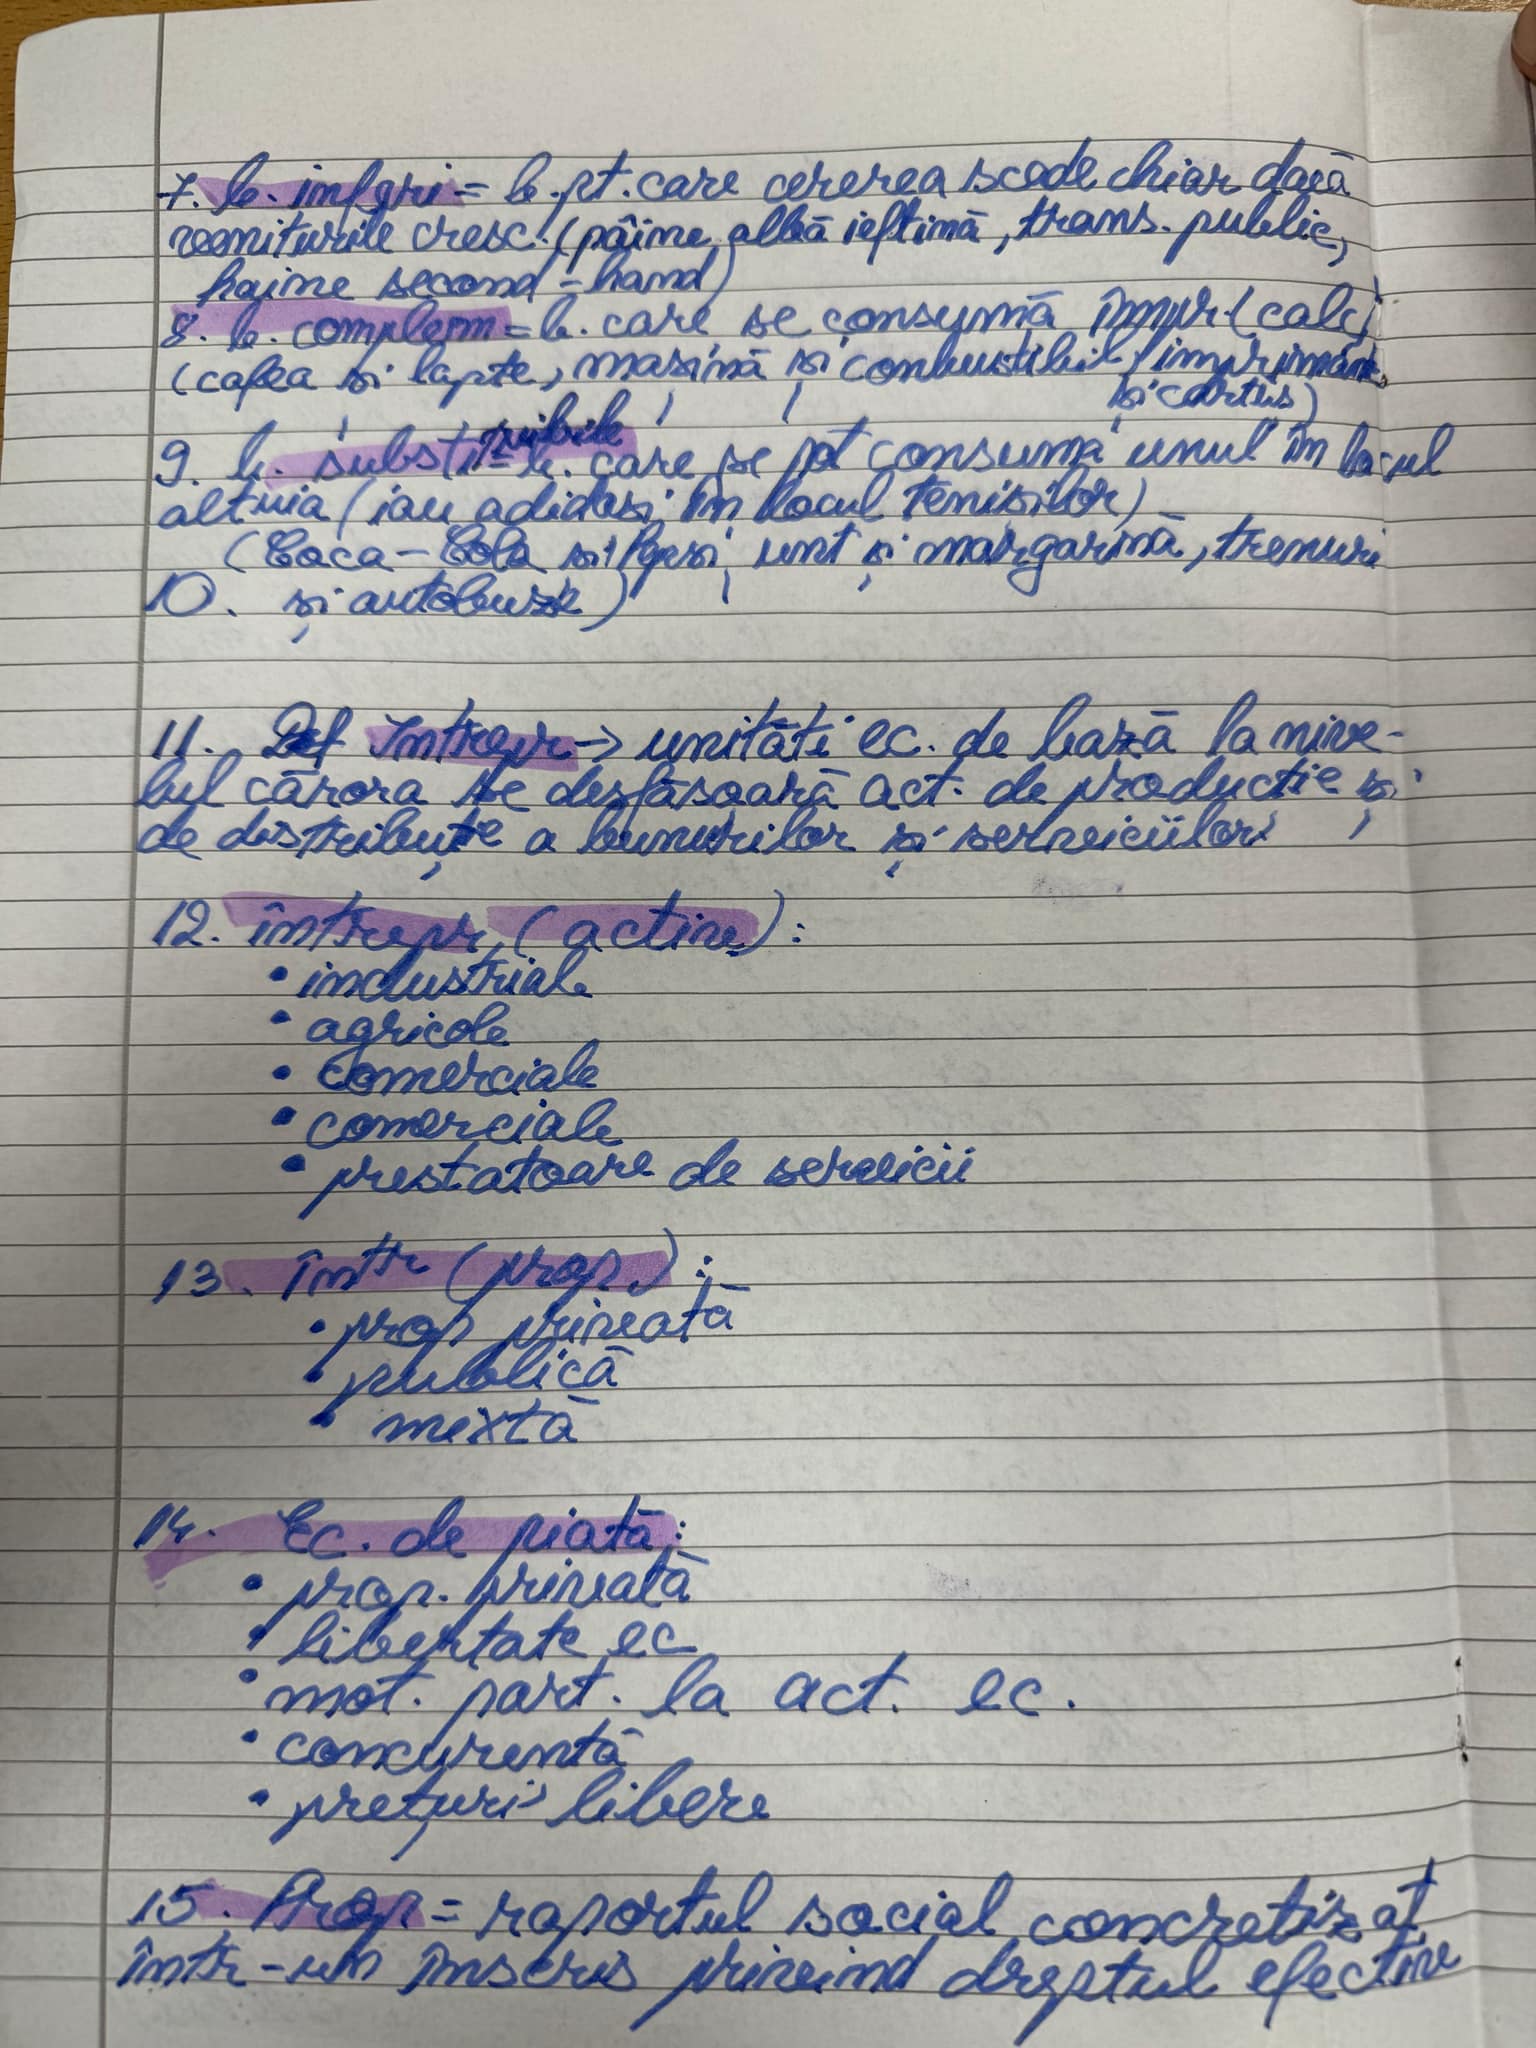 7. b. inferi = b. pt. care cererea scade chiar dacă
veniturile cresc. (pâine albă ieftină, trans. public,
haine second-hand)
8. b. complem = b. care se consumă împr. (calc)
(cafea și lapte, mașină și combustibil, imprimantă
și cartuș)
9. b. substituibile = b. care se pot consuma unul în locul
altuia (iau adidași în locul tenișilor)
(Coca-Cola și Pepsi, unt și margarină, trenuri
10. și autobuze)
11. Def Întrepr → unități ec. de bază la nive-
lul cărora se desfășoară act. de producție și
de distribuție a bunurilor și serviciilor
12. întrepr. (active):
• industriale
• agricole
• comerciale
• comerciale
• prestatoare de servicii
13. într (prop.):
• prop privată
• publică
• mixtă
14. Ec. de piață:
• prop. privată
• libertate ec
• mot. part. la act. ec.
• concurență
• prețuri libere
15. Prop = raportul social concretizat
într-un înscris privind dreptul efectiv